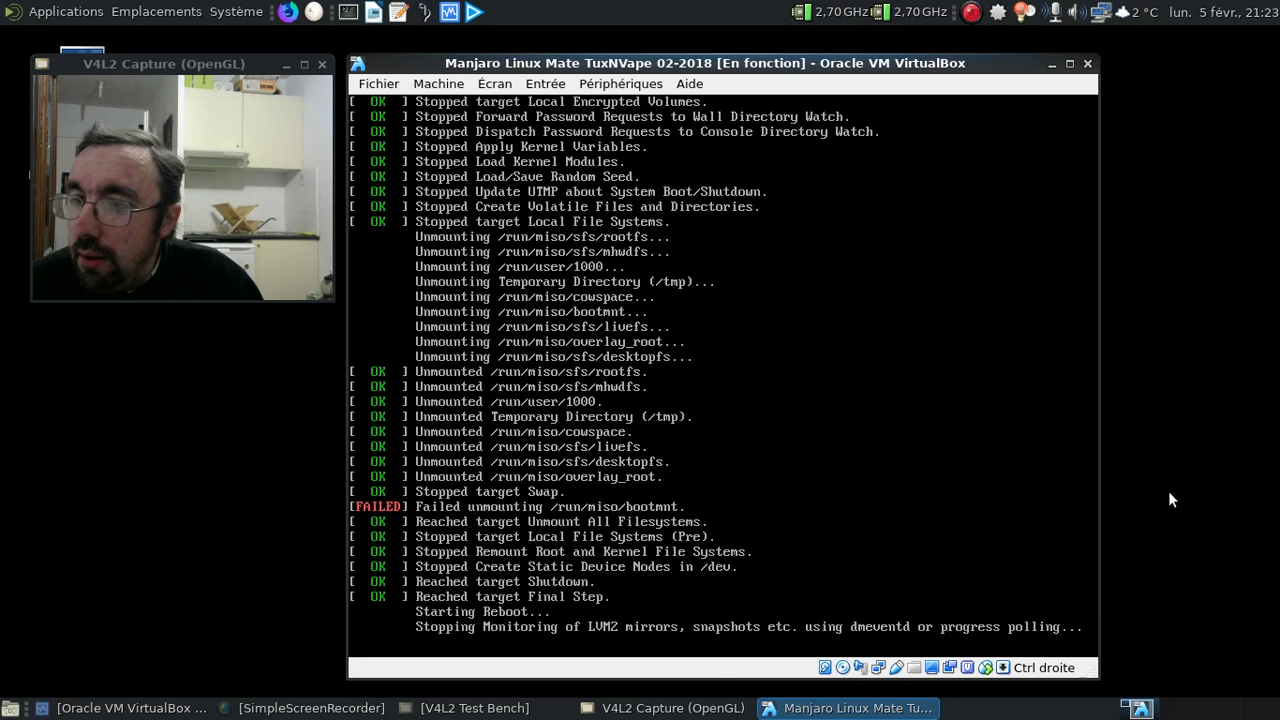 Applications Emplacements Système
2,70 GHz 2,70 GHz
2 °C lun. 5 févr., 21:23
V4L2 Capture (OpenGL)
Manjaro Linux Mate TuxNVape 02-2018 [En fonction] - Oracle VM VirtualBox
Fichier Machine Écran Entrée Périphériques Aide
[ OK ] Stopped target Local Encrypted Volumes.
[ OK ] Stopped Forward Password Requests to Wall Directory Watch.
[ OK ] Stopped Dispatch Password Requests to Console Directory Watch.
[ OK ] Stopped Apply Kernel Variables.
[ OK ] Stopped Load Kernel Modules.
[ OK ] Stopped Load/Save Random Seed.
[ OK ] Stopped Update UTMP about System Boot/Shutdown.
[ OK ] Stopped Create Volatile Files and Directories.
[ OK ] Stopped target Local File Systems.
Unmounting /run/miso/sfs/rootfs...
Unmounting /run/miso/sfs/mhwdfs...
Unmounting /run/user/1000...
Unmounting Temporary Directory (/tmp)...
Unmounting /run/miso/cowspace...
Unmounting /run/miso/bootmnt...
Unmounting /run/miso/sfs/livefs...
Unmounting /run/miso/overlay_root...
Unmounting /run/miso/sfs/desktopfs...
[ OK ] Unmounted /run/miso/sfs/rootfs.
[ OK ] Unmounted /run/miso/sfs/mhwdfs.
[ OK ] Unmounted /run/user/1000.
[ OK ] Unmounted Temporary Directory (/tmp).
[ OK ] Unmounted /run/miso/cowspace.
[ OK ] Unmounted /run/miso/sfs/livefs.
[ OK ] Unmounted /run/miso/sfs/desktopfs.
[ OK ] Unmounted /run/miso/overlay_root.
[ OK ] Stopped target Swap.
[FAILED] Failed unmounting /run/miso/bootmnt.
[ OK ] Reached target Unmount All Filesystems.
[ OK ] Stopped target Local File Systems (Pre).
[ OK ] Stopped Remount Root and Kernel File Systems.
[ OK ] Stopped Create Static Device Nodes in /dev.
[ OK ] Reached target Shutdown.
[ OK ] Reached target Final Step.
Starting Reboot...
Stopping Monitoring of LVM2 mirrors, snapshots etc. using dmeventd or progress polling...
Ctrl droite
[Oracle VM VirtualBox ... [SimpleScreenRecorder] [V4L2 Test Bench] V4L2 Capture (OpenGL) Manjaro Linux Mate Tu...